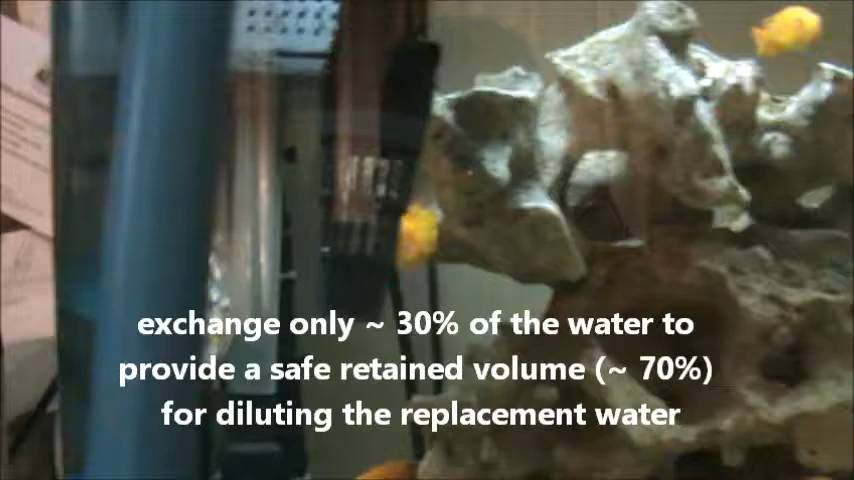 exchange only ~ 30% of the water to
provide a safe retained volume (~ 70%)
for diluting the replacement water